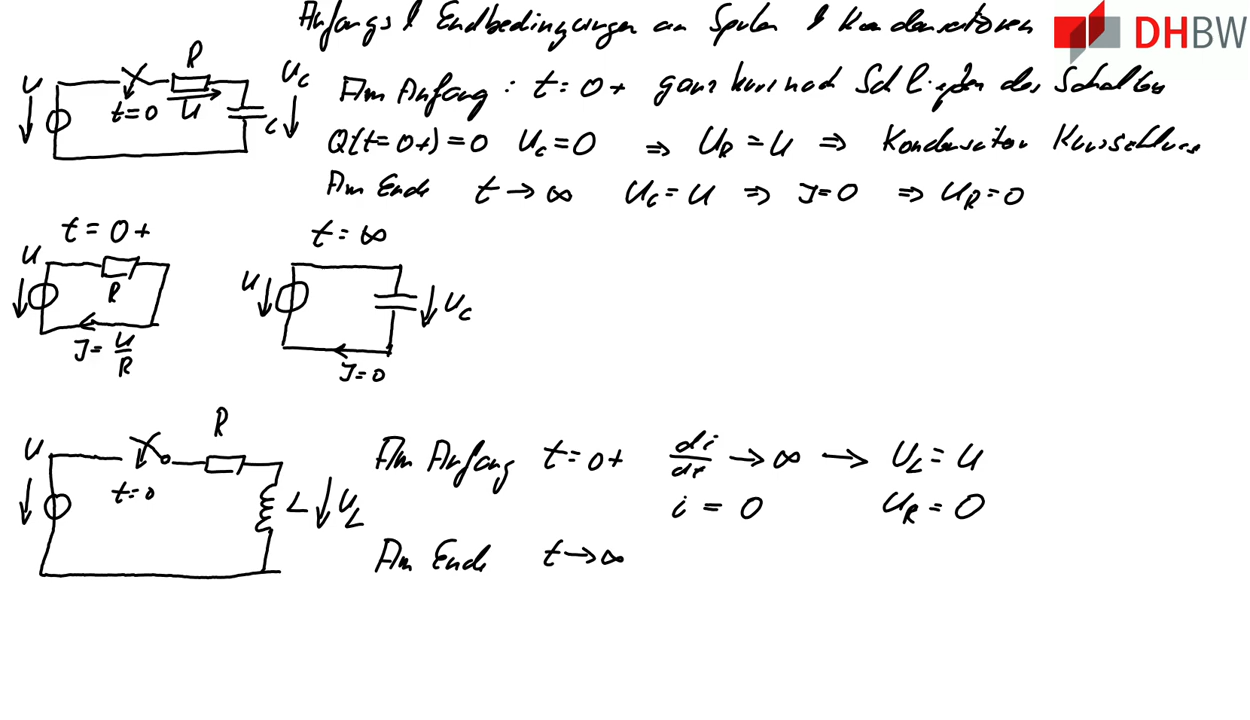 Anfangs & Endbedingungen an Spulen & Kondensatoren
DHBW
U R U_C
t=0 U C
Am Anfang : t=0+ ganz kurz nach Schließen des Schalters
Q(t=0+)=0 U_C=0 ⇒ U_R=U ⇒ Kondensator Kurzschluss
Am Ende t→∞ U_C=U ⇒ I=0 ⇒ U_R=0
t=0+
U
R
I=U/R
t=∞
U U_C
I=0
R
U
t=0 L U_L
Am Anfang t=0+ di/dt → ∞ → U_L=U
i = 0 U_R=0
Am Ende t→∞